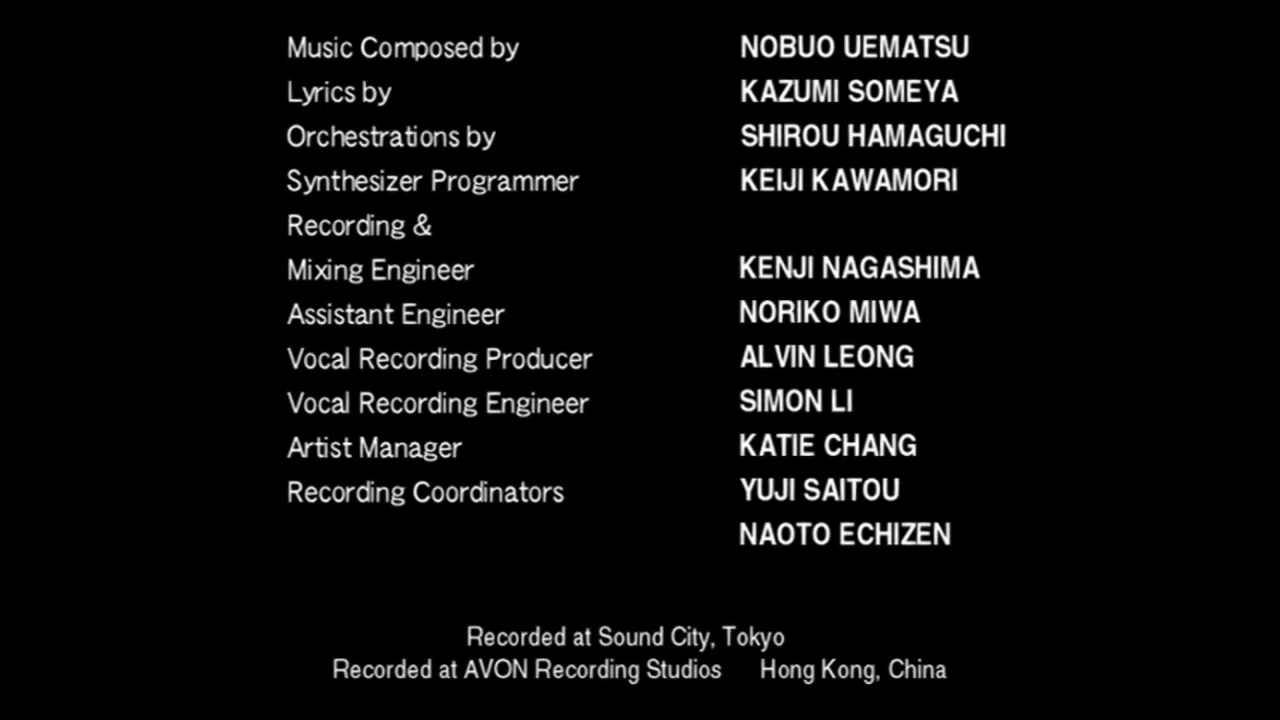 Music Composed by NOBUO UEMATSU
Lyrics by KAZUMI SOMEYA
Orchestrations by SHIROU HAMAGUCHI
Synthesizer Programmer KEIJI KAWAMORI
Recording &
Mixing Engineer KENJI NAGASHIMA
Assistant Engineer NORIKO MIWA
Vocal Recording Producer ALVIN LEONG
Vocal Recording Engineer SIMON LI
Artist Manager KATIE CHANG
Recording Coordinators YUJI SAITOU
NAOTO ECHIZEN
Recorded at Sound City, Tokyo
Recorded at AVON Recording Studios Hong Kong, China